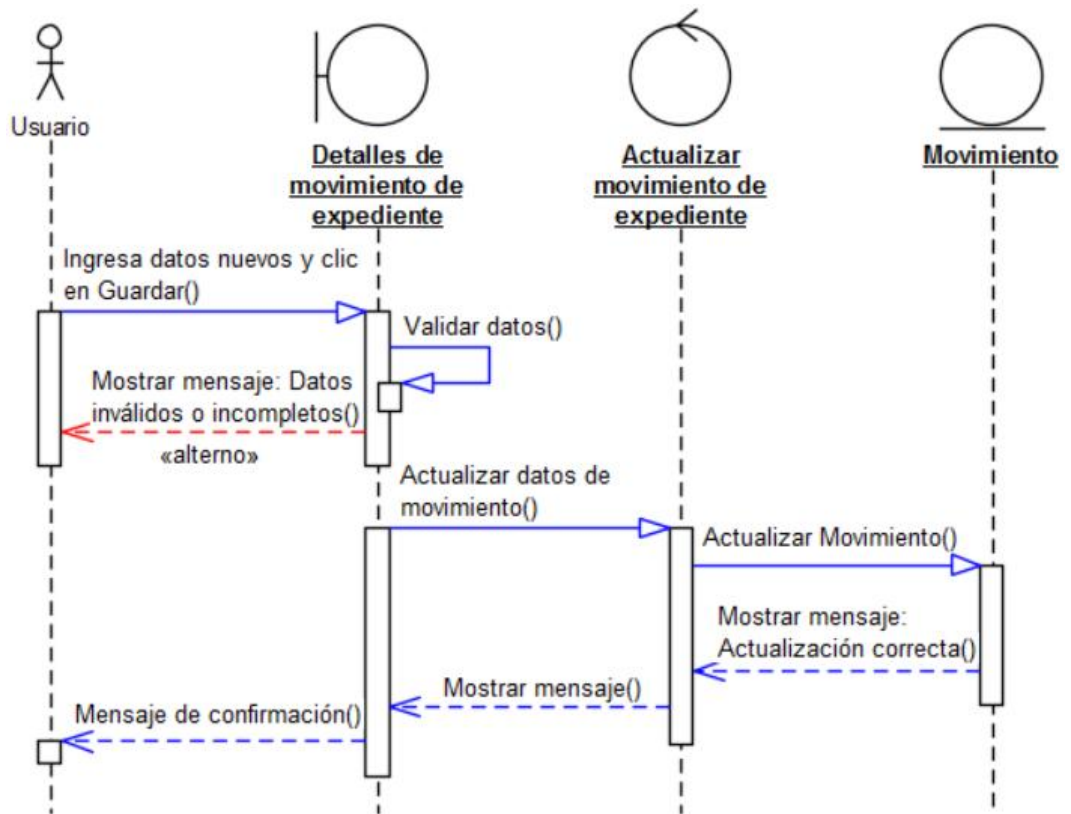 Usuario
Detalles de
movimiento de
expediente
Actualizar
movimiento de
expediente
Movimiento
Ingresa datos nuevos y clic
en Guardar()
Validar datos()
Mostrar mensaje: Datos
inválidos o incompletos()
«alterno»
Actualizar datos de
movimiento()
Actualizar Movimiento()
Mostrar mensaje:
Actualización correcta()
Mostrar mensaje()
Mensaje de confirmación()